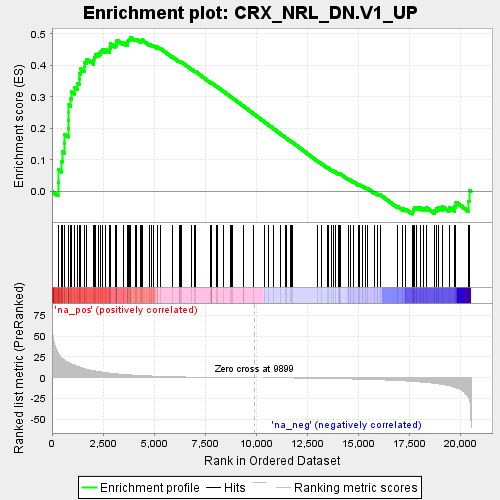 Enrichment plot: CRX_NRL_DN.V1_UP
Enrichment score (ES)
0.5
0.4
0.3
0.2
0.1
0.0
'na_pos' (positively correlated)
Ranked list metric (PreRanked)
75
50
25
0
-25
-50
Zero cross at 9899
'na_neg' (negatively correlated)
0
2,500
5,000
7,500
10,000
12,500
15,000
17,500
20,000
Rank in Ordered Dataset
Enrichment profile
Hits
Ranking metric scores